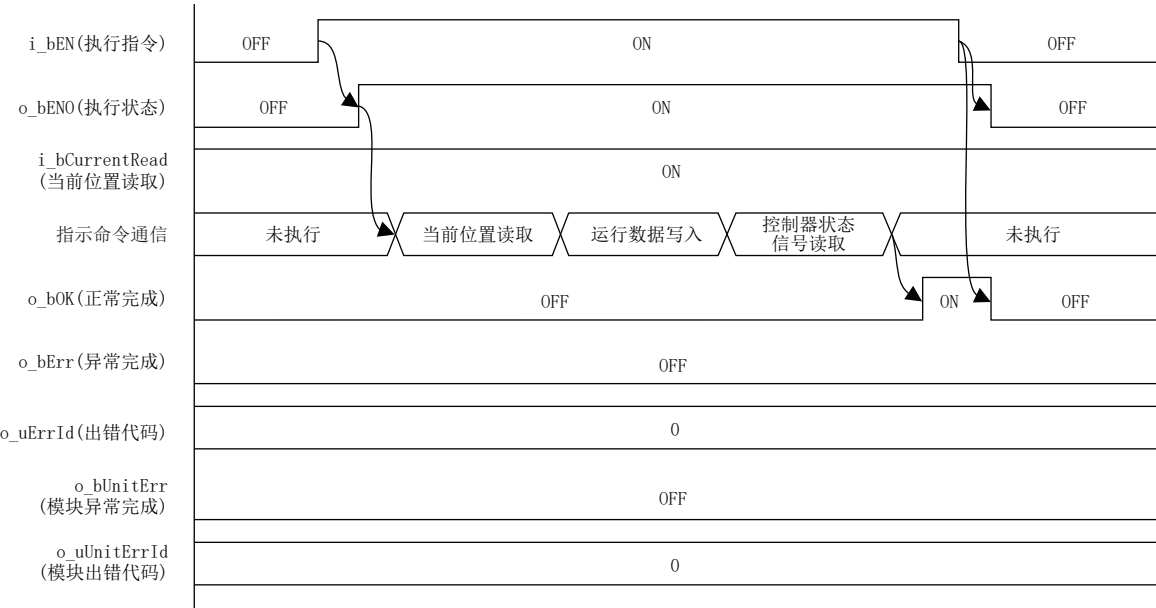 i_bEN(执行指令)
OFF
ON
OFF
o_bENO(执行状态)
OFF
ON
OFF
i_bCurrentRead
(当前位置读取)
ON
指示命令通信
未执行
当前位置读取
运行数据写入
控制器状态
信号读取
未执行
o_bOK(正常完成)
OFF
ON
OFF
o_bErr(异常完成)
OFF
o_uErrId(出错代码)
0
o_bUnitErr
(模块异常完成)
OFF
o_uUnitErrId
(模块出错代码)
0